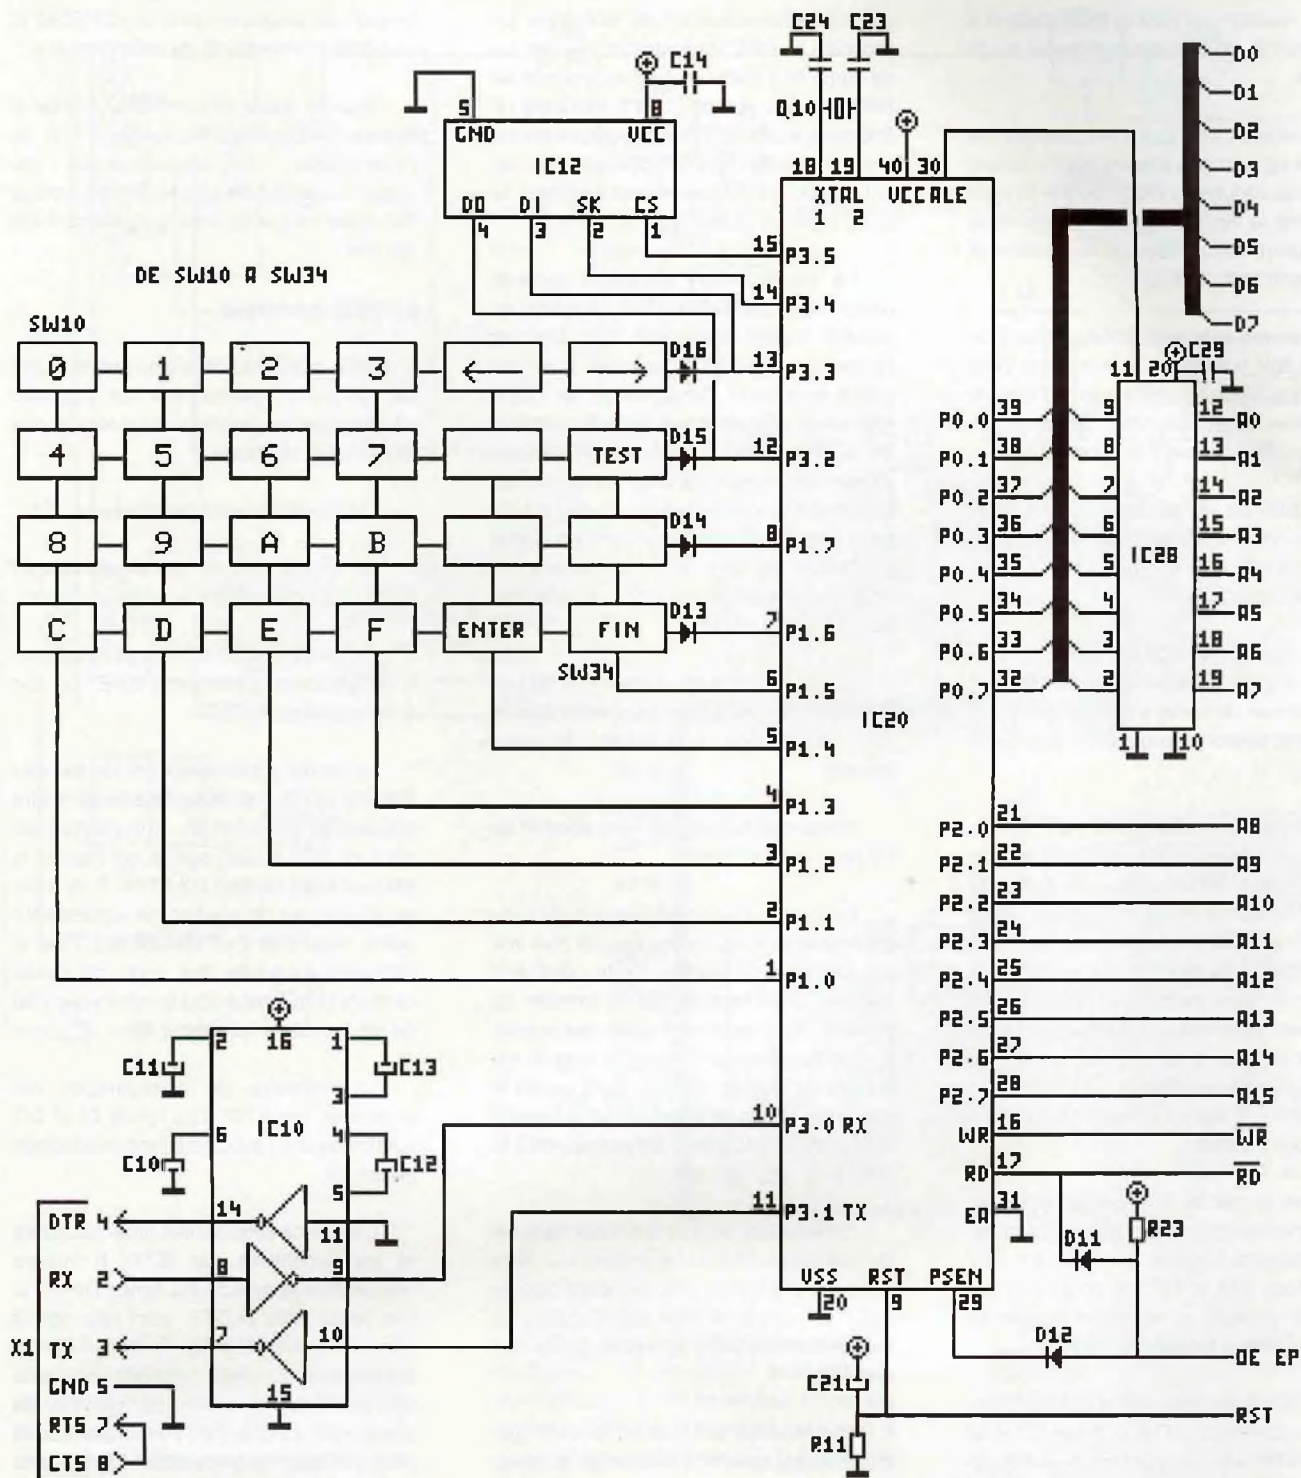 C24 C23
D0
C14
D1
5 8
GND VCC
Q10
D2
IC12
18 19 40 30
D3
XTAL VCC ALE
1 2
D4
DO DI SK CS
4 3 2 1
D5
15 P3.5
DE SW10 A SW34
D6
14 P3.4
D7
SW10
0 1 2 3 < > D16 13 P3.3
11 20 C29
P0.0 39 9 12 A0
4 5 6 7 TEST D15 12 P3.2
P0.1 38 8 13 A1
P0.2 37 7 14 A2
8 9 A B D14 8 P1.7
P0.3 36 6 15 A3
IC28
P0.4 35 5 16 A4
P0.5 34 4 17 A5
C D E F ENTER FIN D13 7 P1.6
P0.6 33 3 18 A6
SW34
6 P1.5
P0.7 32 2 19 A7
IC20
5 P1.4
1 10
4 P1.3
P2.0 21 A8
3 P1.2
P2.1 22 A9
P2.2 23 A10
2 P1.1
P2.3 24 A11
1 P1.0
P2.4 25 A12
P2.5 26 A13
2 16 1
P2.6 27 A14
C11 C13
3
P2.7 28 A15
6 IC10 4
10 P3.0 RX
WR 16 WR
C10 C12
5
RD 17 RD
DTR 4 14 11
11 P3.1 TX
EA 31
R23
D11
RX 2 8 9
VSS RST PSEN
20 9 29
X1 TX 3 7 10
D12
OE EP
GND 5 15
C21
RTS 7
RST
R11
CTS 8